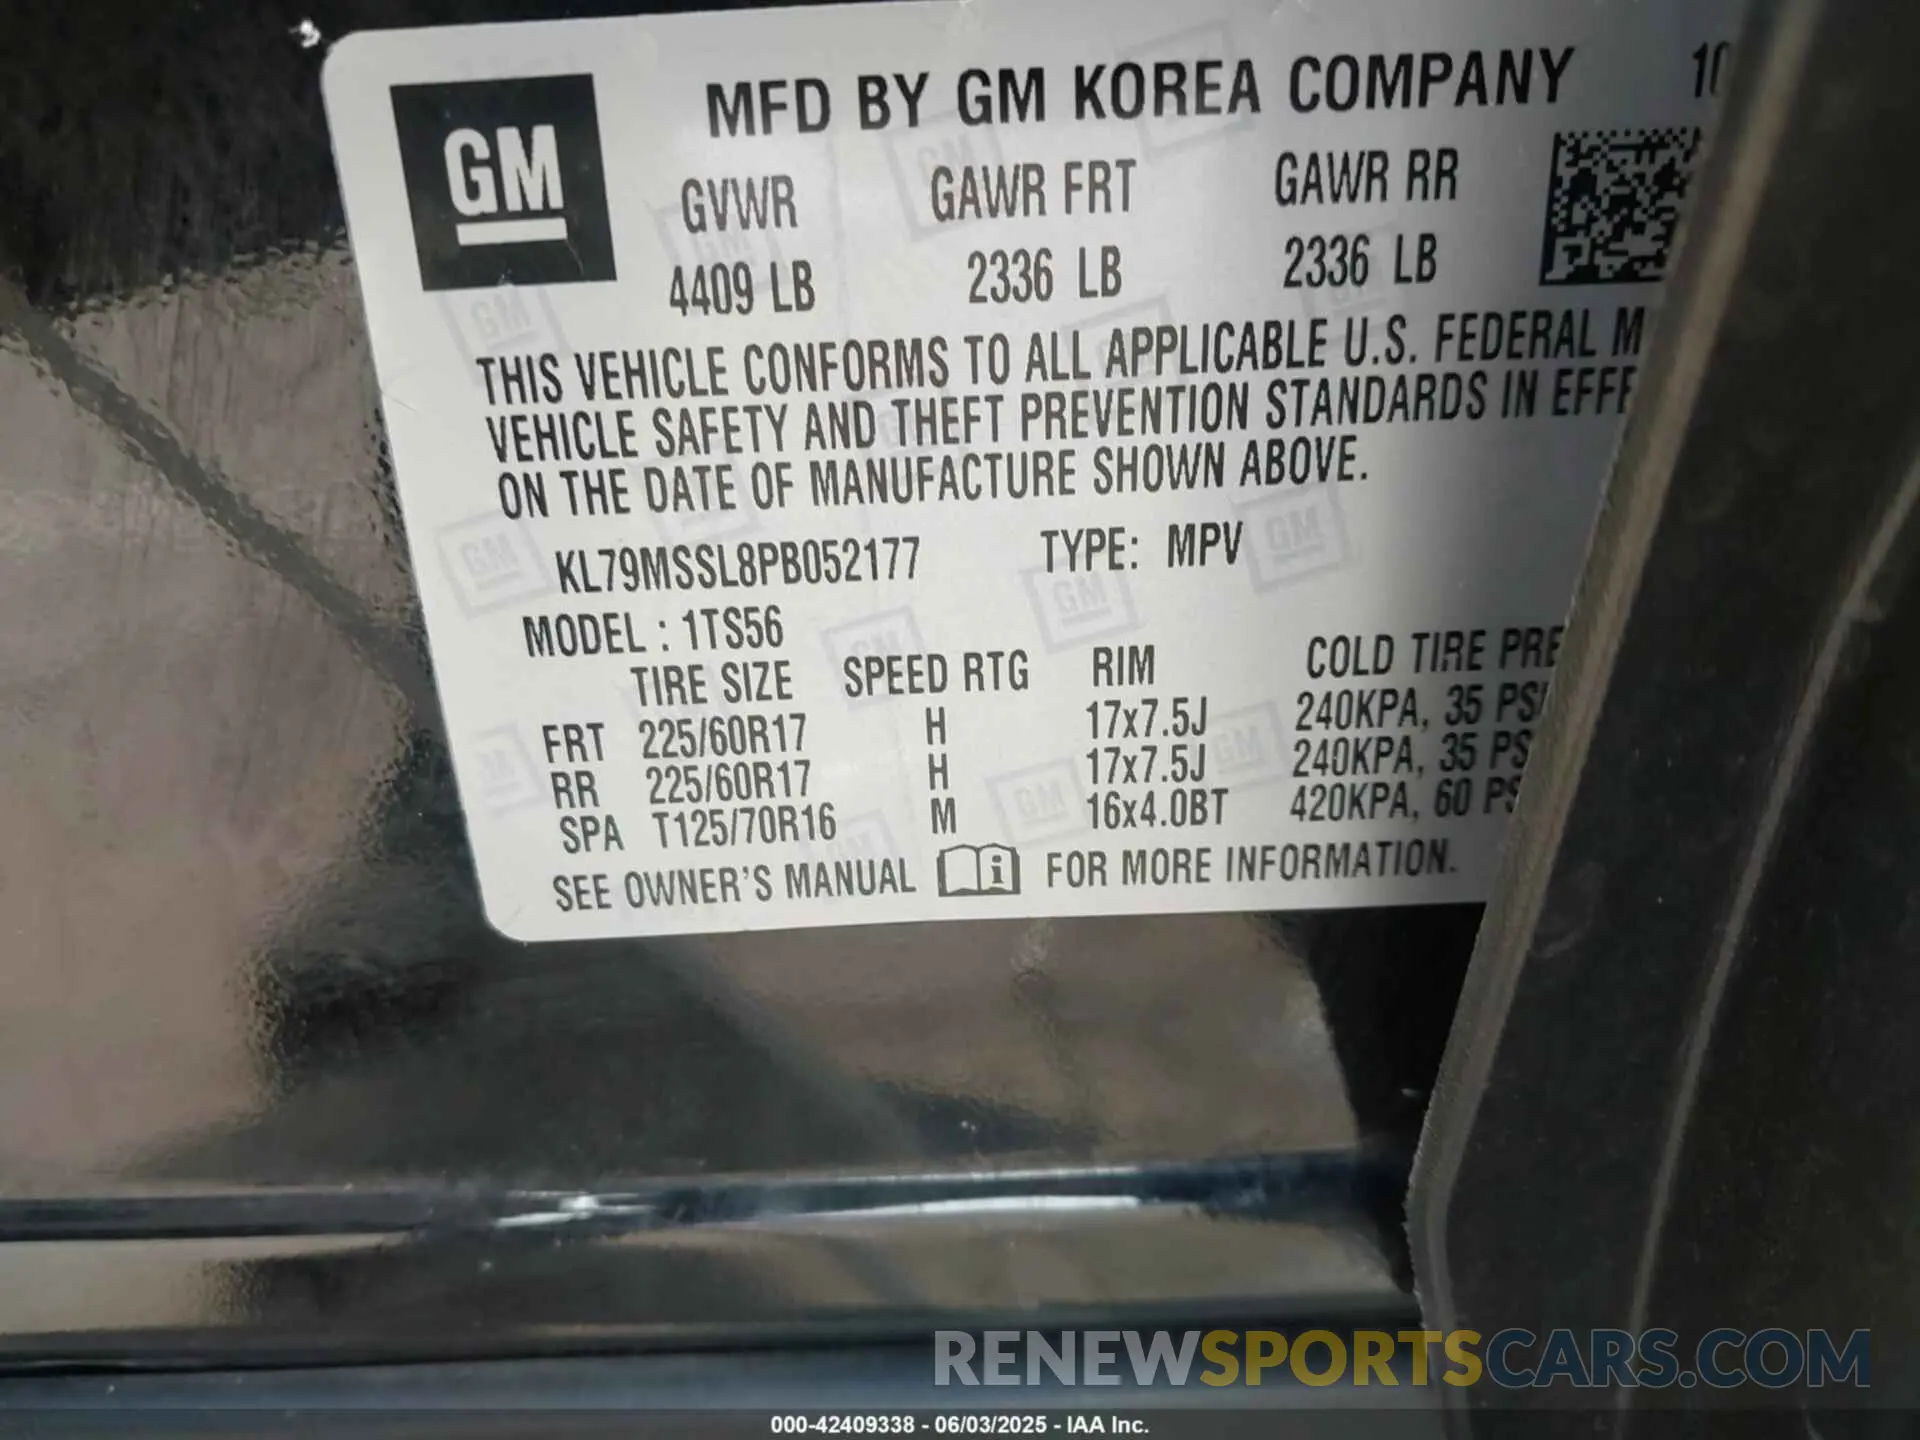 GM
MFD BY GM KOREA COMPANY
GVWR GAWR FRT GAWR RR
4409 LB 2336 LB 2336 LB
THIS VEHICLE CONFORMS TO ALL APPLICABLE U.S. FEDERAL M
VEHICLE SAFETY AND THEFT PREVENTION STANDARDS IN EFF
ON THE DATE OF MANUFACTURE SHOWN ABOVE.
KL79MSSL8PB052177 TYPE: MPV
MODEL : 1TS56
TIRE SIZE SPEED RTG RIM COLD TIRE PRE
FRT 225/60R17 H 17x7.5J 240KPA, 35 PSI
RR 225/60R17 H 17x7.5J 240KPA, 35 PS
SPA T125/70R16 M 16x4.0BT 420KPA, 60 PS
SEE OWNER'S MANUAL FOR MORE INFORMATION.
RENEWSPORTSCARS.COM
000-42409338 - 06/03/2025 - IAA Inc.